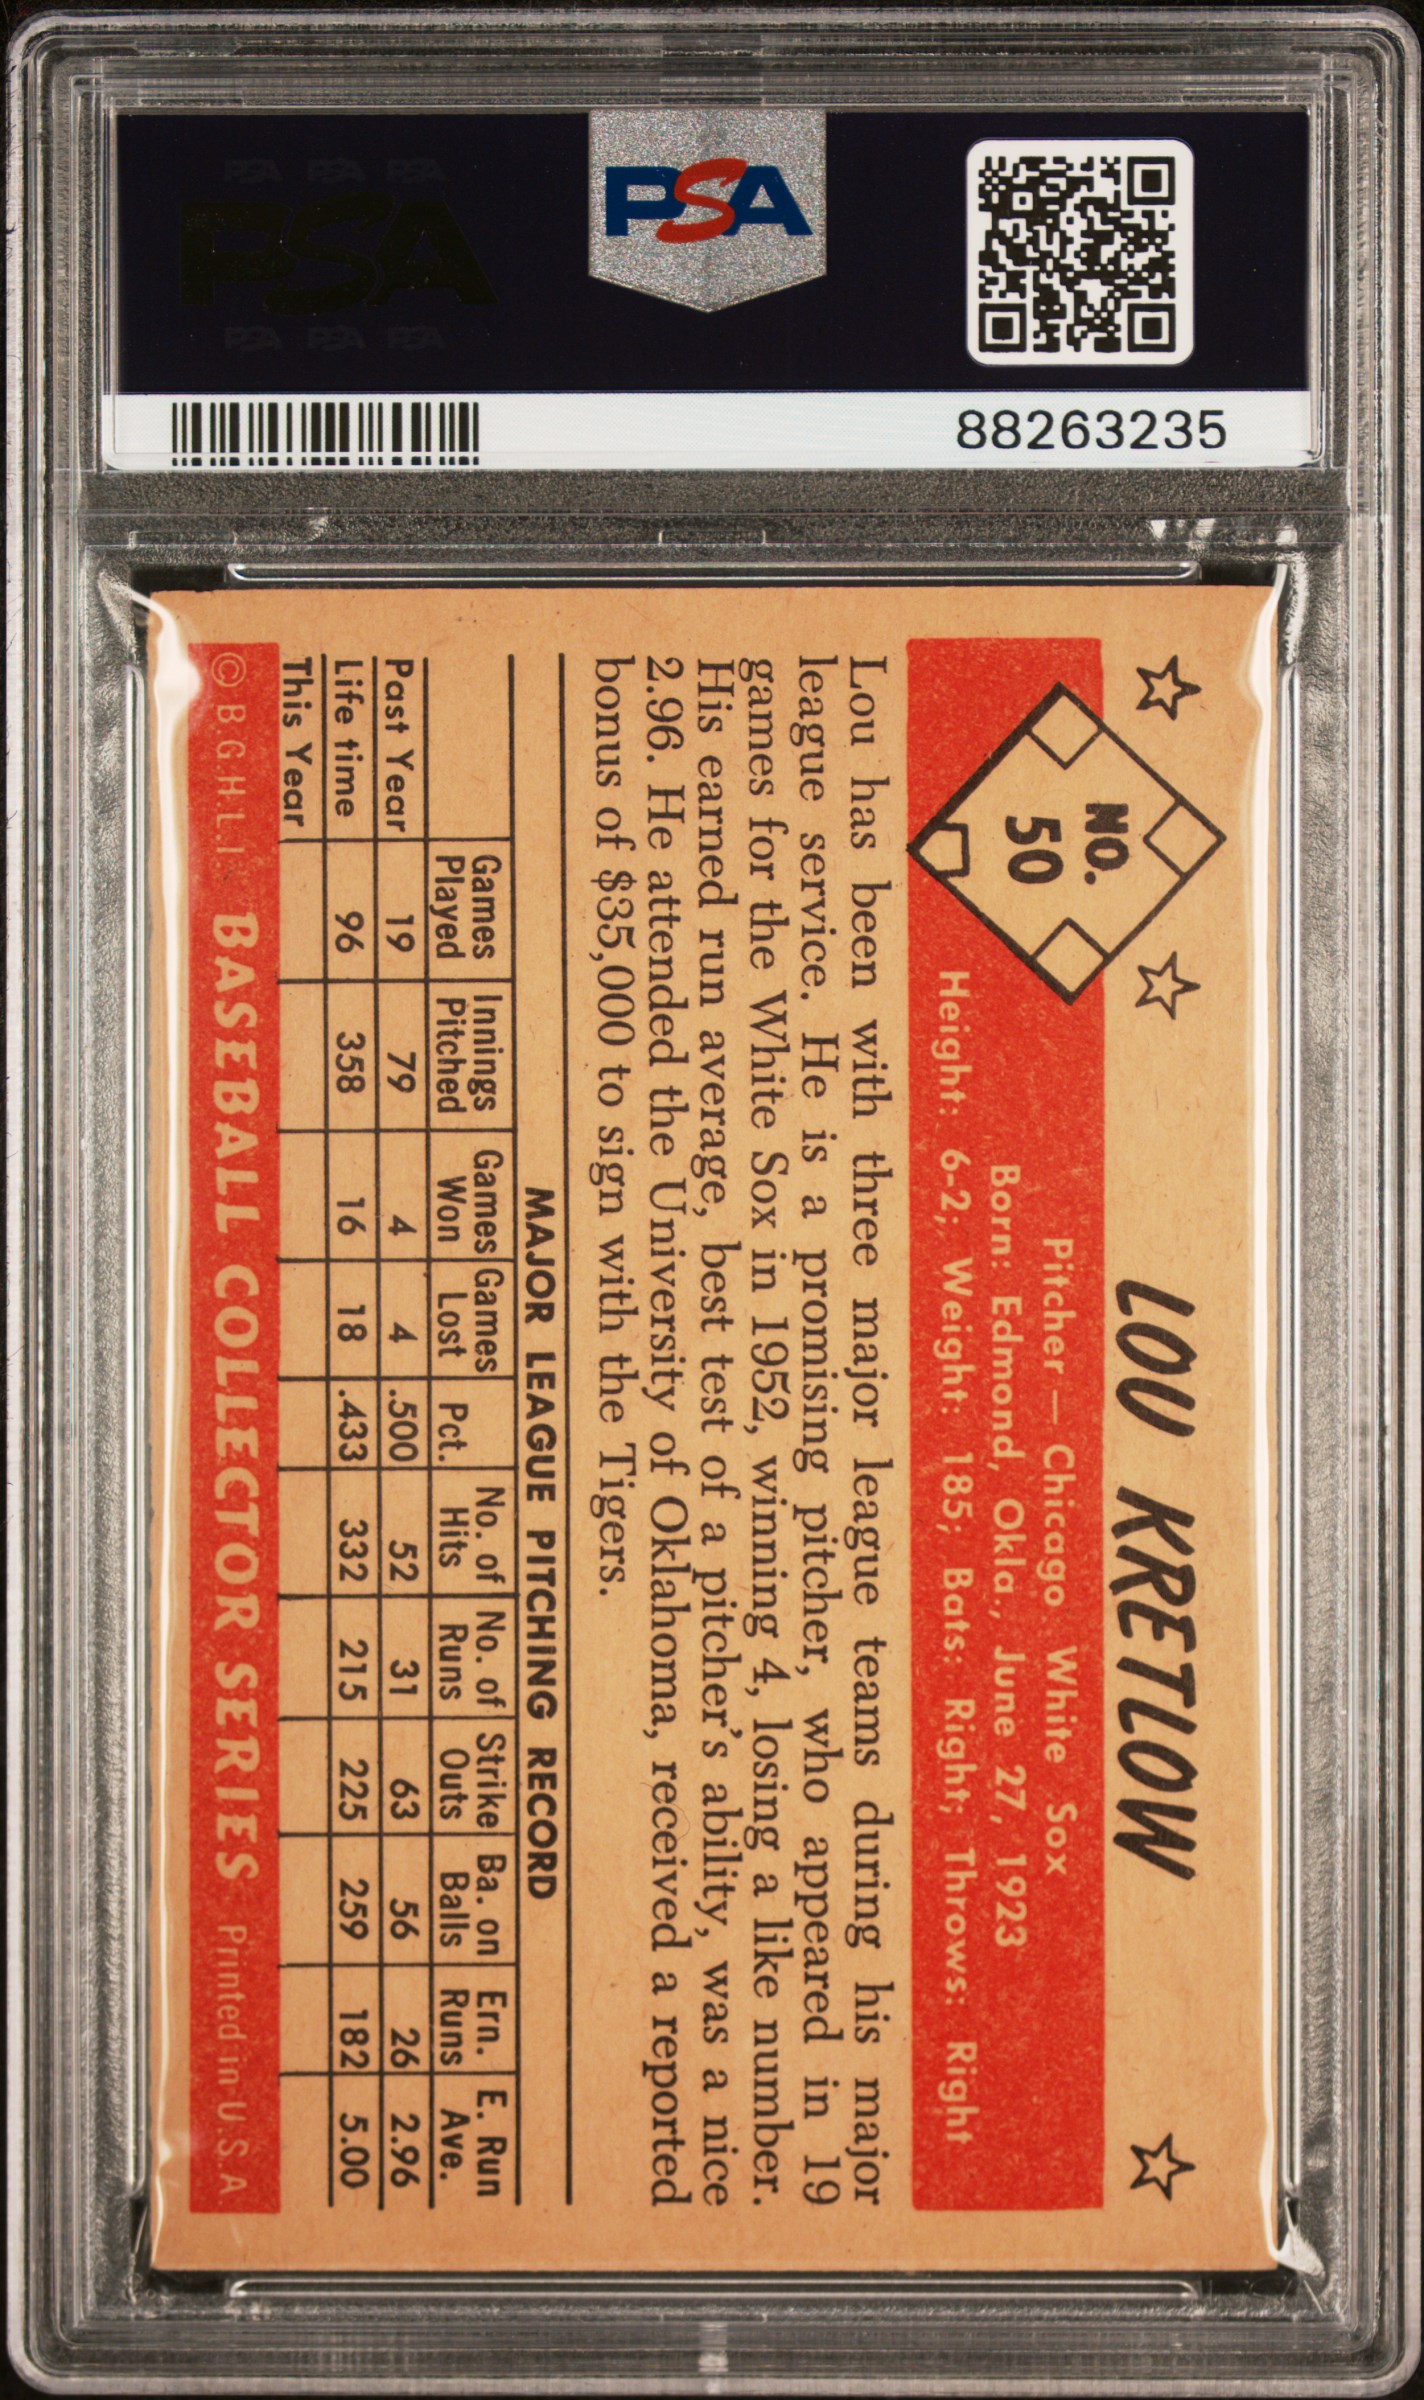 PSA PSA PSA
PSA
PSA PSA PSA
PSA
88263235
LOU KRETLOW
NO.
50
Pitcher — Chicago White Sox
Born: Edmond, Okla., June 27, 1923
Height: 6-2; Weight: 185; Bats: Right; Throws: Right
Lou has been with three major league teams during his major
league service. He is a promising pitcher, who appeared in 19
games for the White Sox in 1952, winning 4, losing a like number.
His earned run average, best test of a pitcher's ability, was a nice
2.96. He attended the University of Oklahoma, received a reported
bonus of $35,000 to sign with the Tigers.
MAJOR LEAGUE PITCHING RECORD
Games Innings Games Games No. of No. of Strike Ba. on Ern. E. Run
Played Pitched Won Lost Pct. Hits Runs Outs Balls Runs Ave.
Past Year 19 79 4 4 .500 52 31 63 56 26 2.96
Life time 96 358 16 18 .433 332 215 225 259 182 5.00
This Year
© B.G.H.L.I. BASEBALL COLLECTOR SERIES Printed in U.S.A.